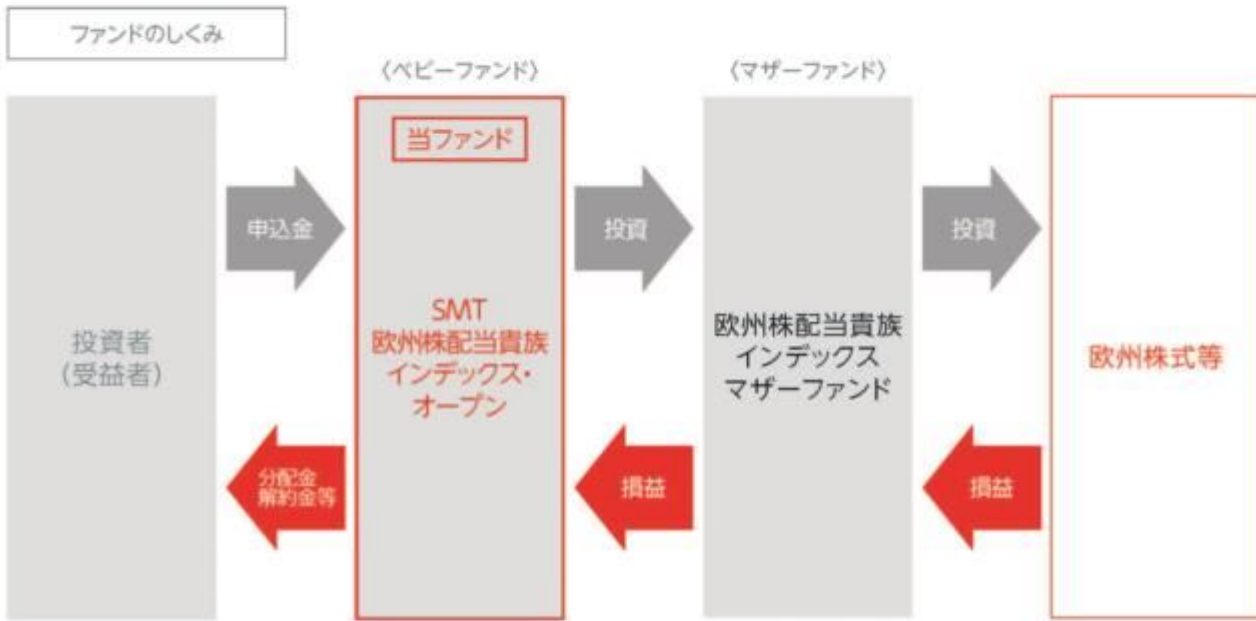 ファンドのしくみ
〈ベビーファンド〉
〈マザーファンド〉
当ファンド
申込金
投資
投資
投資者
(受益者)
SMT
欧州株配当貴族
インデックス・
オープン
欧州株配当貴族
インデックス
マザーファンド
欧州株式等
分配金
解約金等
損益
損益